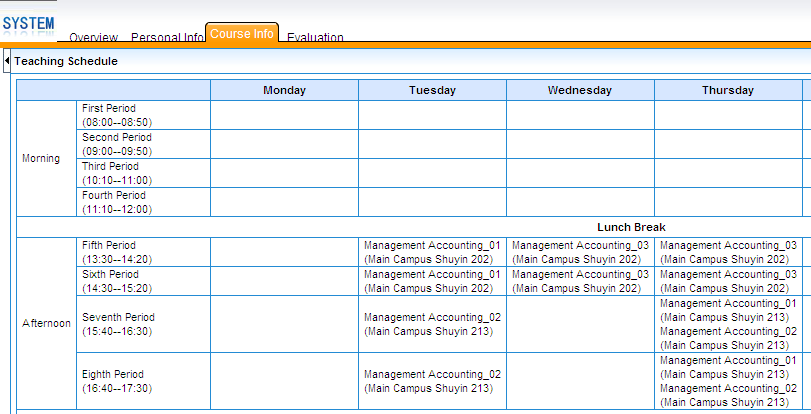 SYSTEM
Overview Personal Info Course Info Evaluation
Teaching Schedule
Monday Tuesday Wednesday Thursday
Morning
First Period
(08:00--08:50)
Second Period
(09:00--09:50)
Third Period
(10:10--11:00)
Fourth Period
(11:10--12:00)
Lunch Break
Afternoon
Fifth Period
(13:30--14:20)
Management Accounting_01
(Main Campus Shuyin 202)
Management Accounting_03
(Main Campus Shuyin 202)
Management Accounting_03
(Main Campus Shuyin 202)
Sixth Period
(14:30--15:20)
Management Accounting_01
(Main Campus Shuyin 202)
Management Accounting_03
(Main Campus Shuyin 202)
Management Accounting_03
(Main Campus Shuyin 202)
Seventh Period
(15:40--16:30)
Management Accounting_02
(Main Campus Shuyin 213)
Management Accounting_01
(Main Campus Shuyin 213)
Management Accounting_02
(Main Campus Shuyin 213)
Eighth Period
(16:40--17:30)
Management Accounting_02
(Main Campus Shuyin 213)
Management Accounting_01
(Main Campus Shuyin 213)
Management Accounting_02
(Main Campus Shuyin 213)